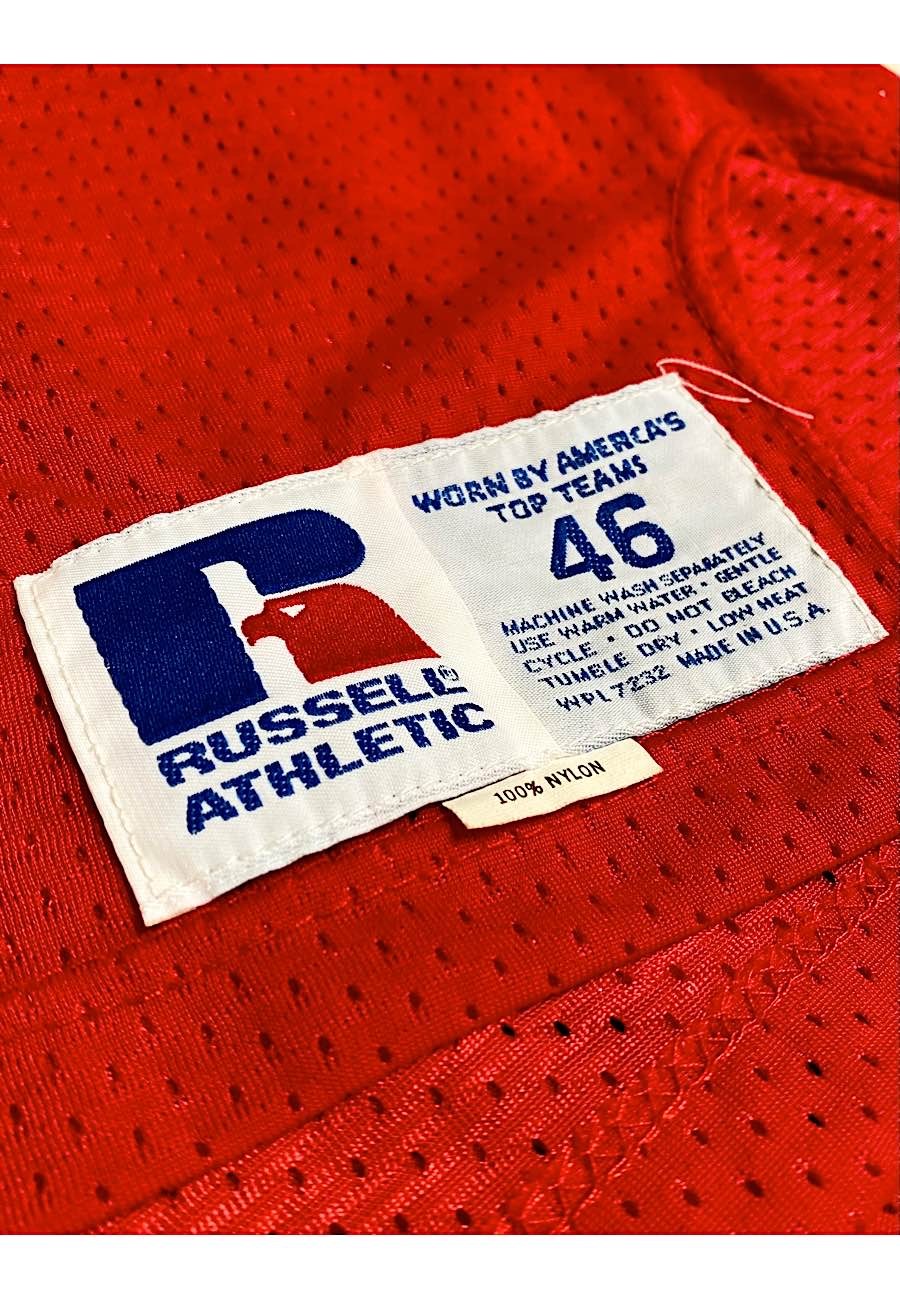 RUSSELL®
ATHLETIC
WORN BY AMERICA'S
TOP TEAMS
46
MACHINE WASH SEPARATELY
USE WARM WATER • GENTLE
CYCLE • DO NOT BLEACH
TUMBLE DRY • LOW HEAT
WPL 7232 MADE IN U.S.A.
100% NYLON